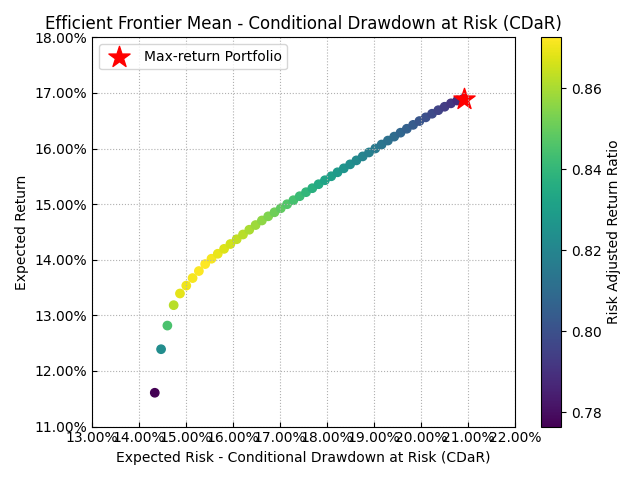 Efficient Frontier Mean - Conditional Drawdown at Risk (CDaR)
Max-return Portfolio
18.00%
17.00%
16.00%
15.00%
14.00%
13.00%
12.00%
11.00%
Expected Return
13.00% 14.00% 15.00% 16.00% 17.00% 18.00% 19.00% 20.00% 21.00% 22.00%
Expected Risk - Conditional Drawdown at Risk (CDaR)
0.86
0.84
0.82
0.80
0.78
Risk Adjusted Return Ratio